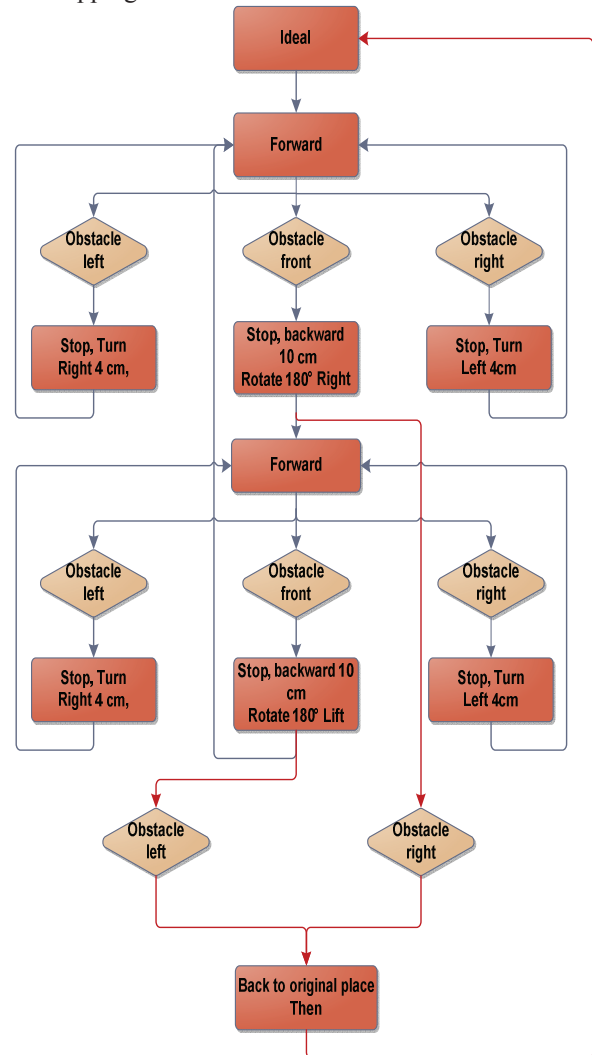 Ideal
Forward
Obstacle
left
Obstacle
front
Obstacle
right
Stop, Turn
Right 4 cm,
Stop, backward
10 cm
Rotate 180° Right
Stop, Turn
Left 4cm
Forward
Obstacle
left
Obstacle
front
Obstacle
right
Stop, Turn
Right 4 cm,
Stop, backward 10
cm
Rotate 180° Lift
Stop, Turn
Left 4cm
Obstacle
left
Obstacle
right
Back to original place
Then